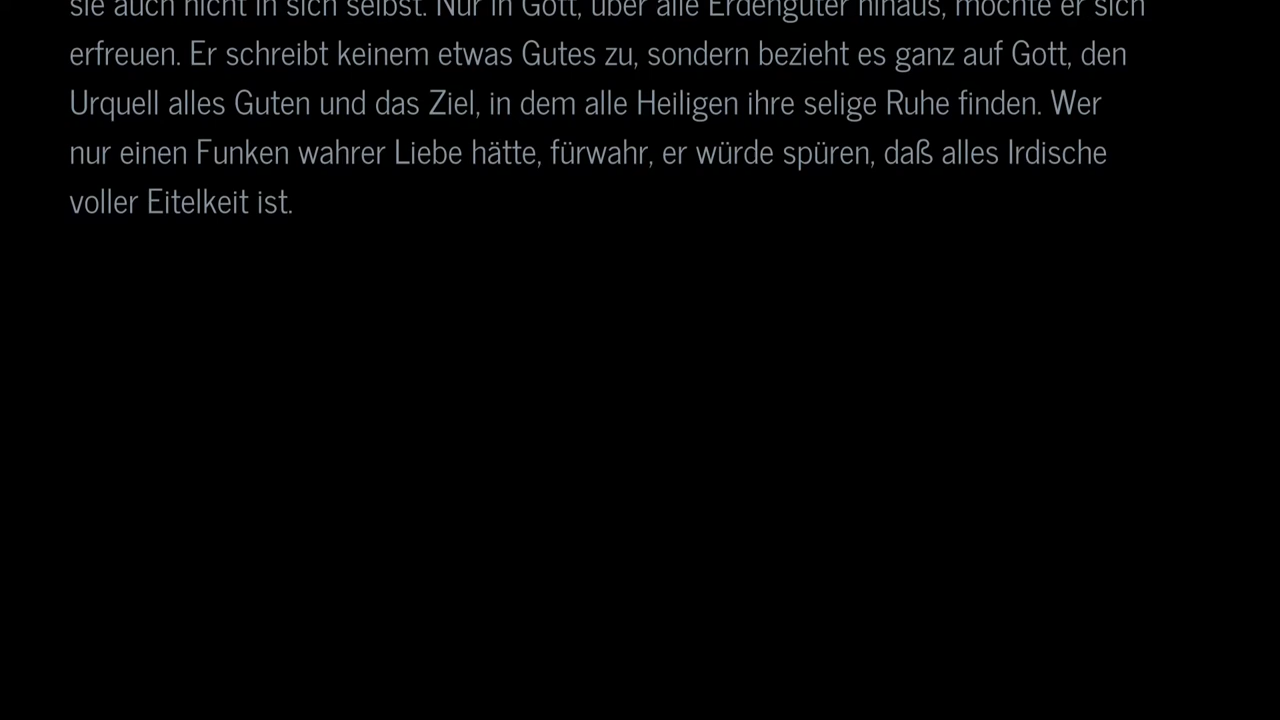 sie auch nicht in sich selbst. Nur in Gott, über alle Erdengüter hinaus, möchte er sich
erfreuen. Er schreibt keinem etwas Gutes zu, sondern bezieht es ganz auf Gott, den
Urquell alles Guten und das Ziel, in dem alle Heiligen ihre selige Ruhe finden. Wer
nur einen Funken wahrer Liebe hätte, fürwahr, er würde spüren, daß alles Irdische
voller Eitelkeit ist.